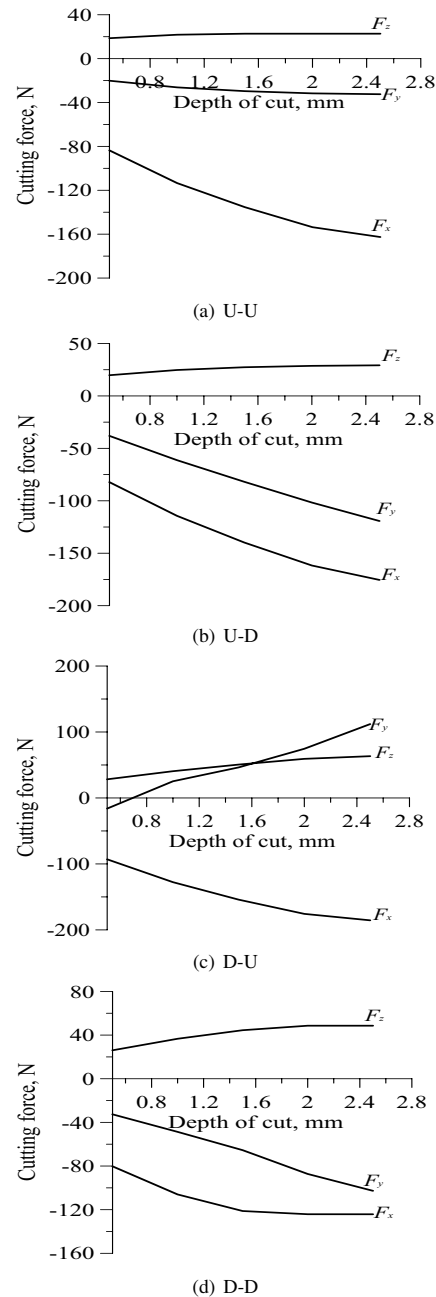 40
0
-40
-80
-120
-160
-200
Cutting force, N
0.8 1.2 1.6 2 2.4 2.8
Depth of cut, mm
Fz
Fy
Fx
(a) U-U
50
0
-50
-100
-150
-200
Cutting force, N
0.8 1.2 1.6 2 2.4 2.8
Depth of cut, mm
Fz
Fy
Fx
(b) U-D
200
100
0
-100
-200
Cutting force, N
0.8 1.2 1.6 2 2.4 2.8
Depth of cut, mm
Fy
Fz
Fx
(c) D-U
80
40
0
-40
-80
-120
-160
Cutting force, N
0.8 1.2 1.6 2 2.4 2.8
Depth of cut, mm
Fz
Fy
Fx
(d) D-D